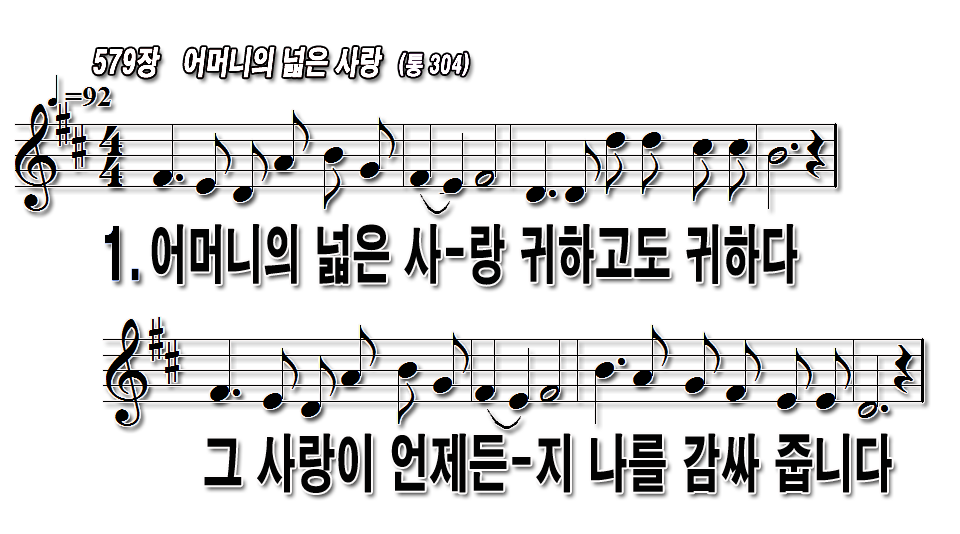 579장 어머니의 넓은 사랑 (통 304)
♩=92
4
4
1. 어머니의 넓은 사-랑 귀하고도 귀하다
그 사랑이 언제든-지 나를 감싸 줍니다